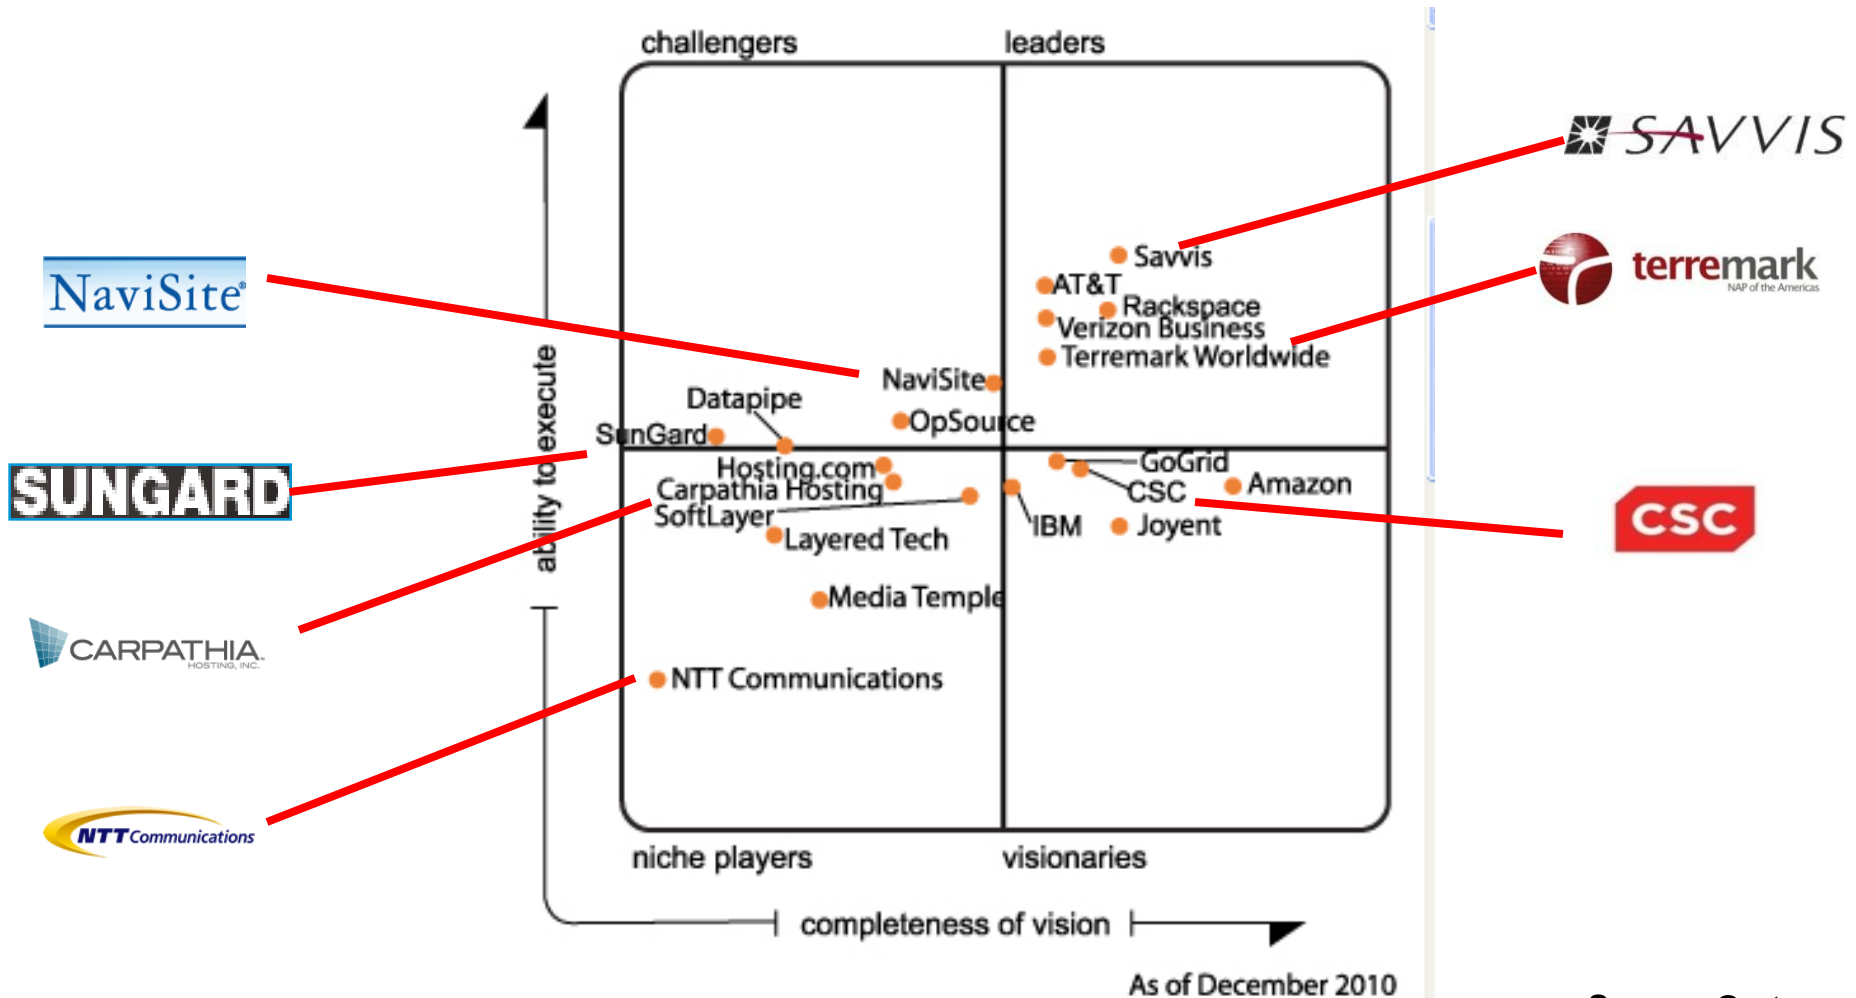 challengers
leaders
SAVVIS
Savvis
terremark
NAP of the Americas
AT&T
NaviSite®
Rackspace
Verizon Business
Terremark Worldwide
NaviSite
Datapipe
OpSource
SunGard
ability to execute
Hosting.com
GoGrid
SUNGARD
Carpathia Hosting
CSC
Amazon
SoftLayer
IBM
Joyent
CSC
Layered Tech
Media Temple
CARPATHIA™
HOSTING, INC.
NTT Communications
NTT Communications
niche players
visionaries
completeness of vision
As of December 2010